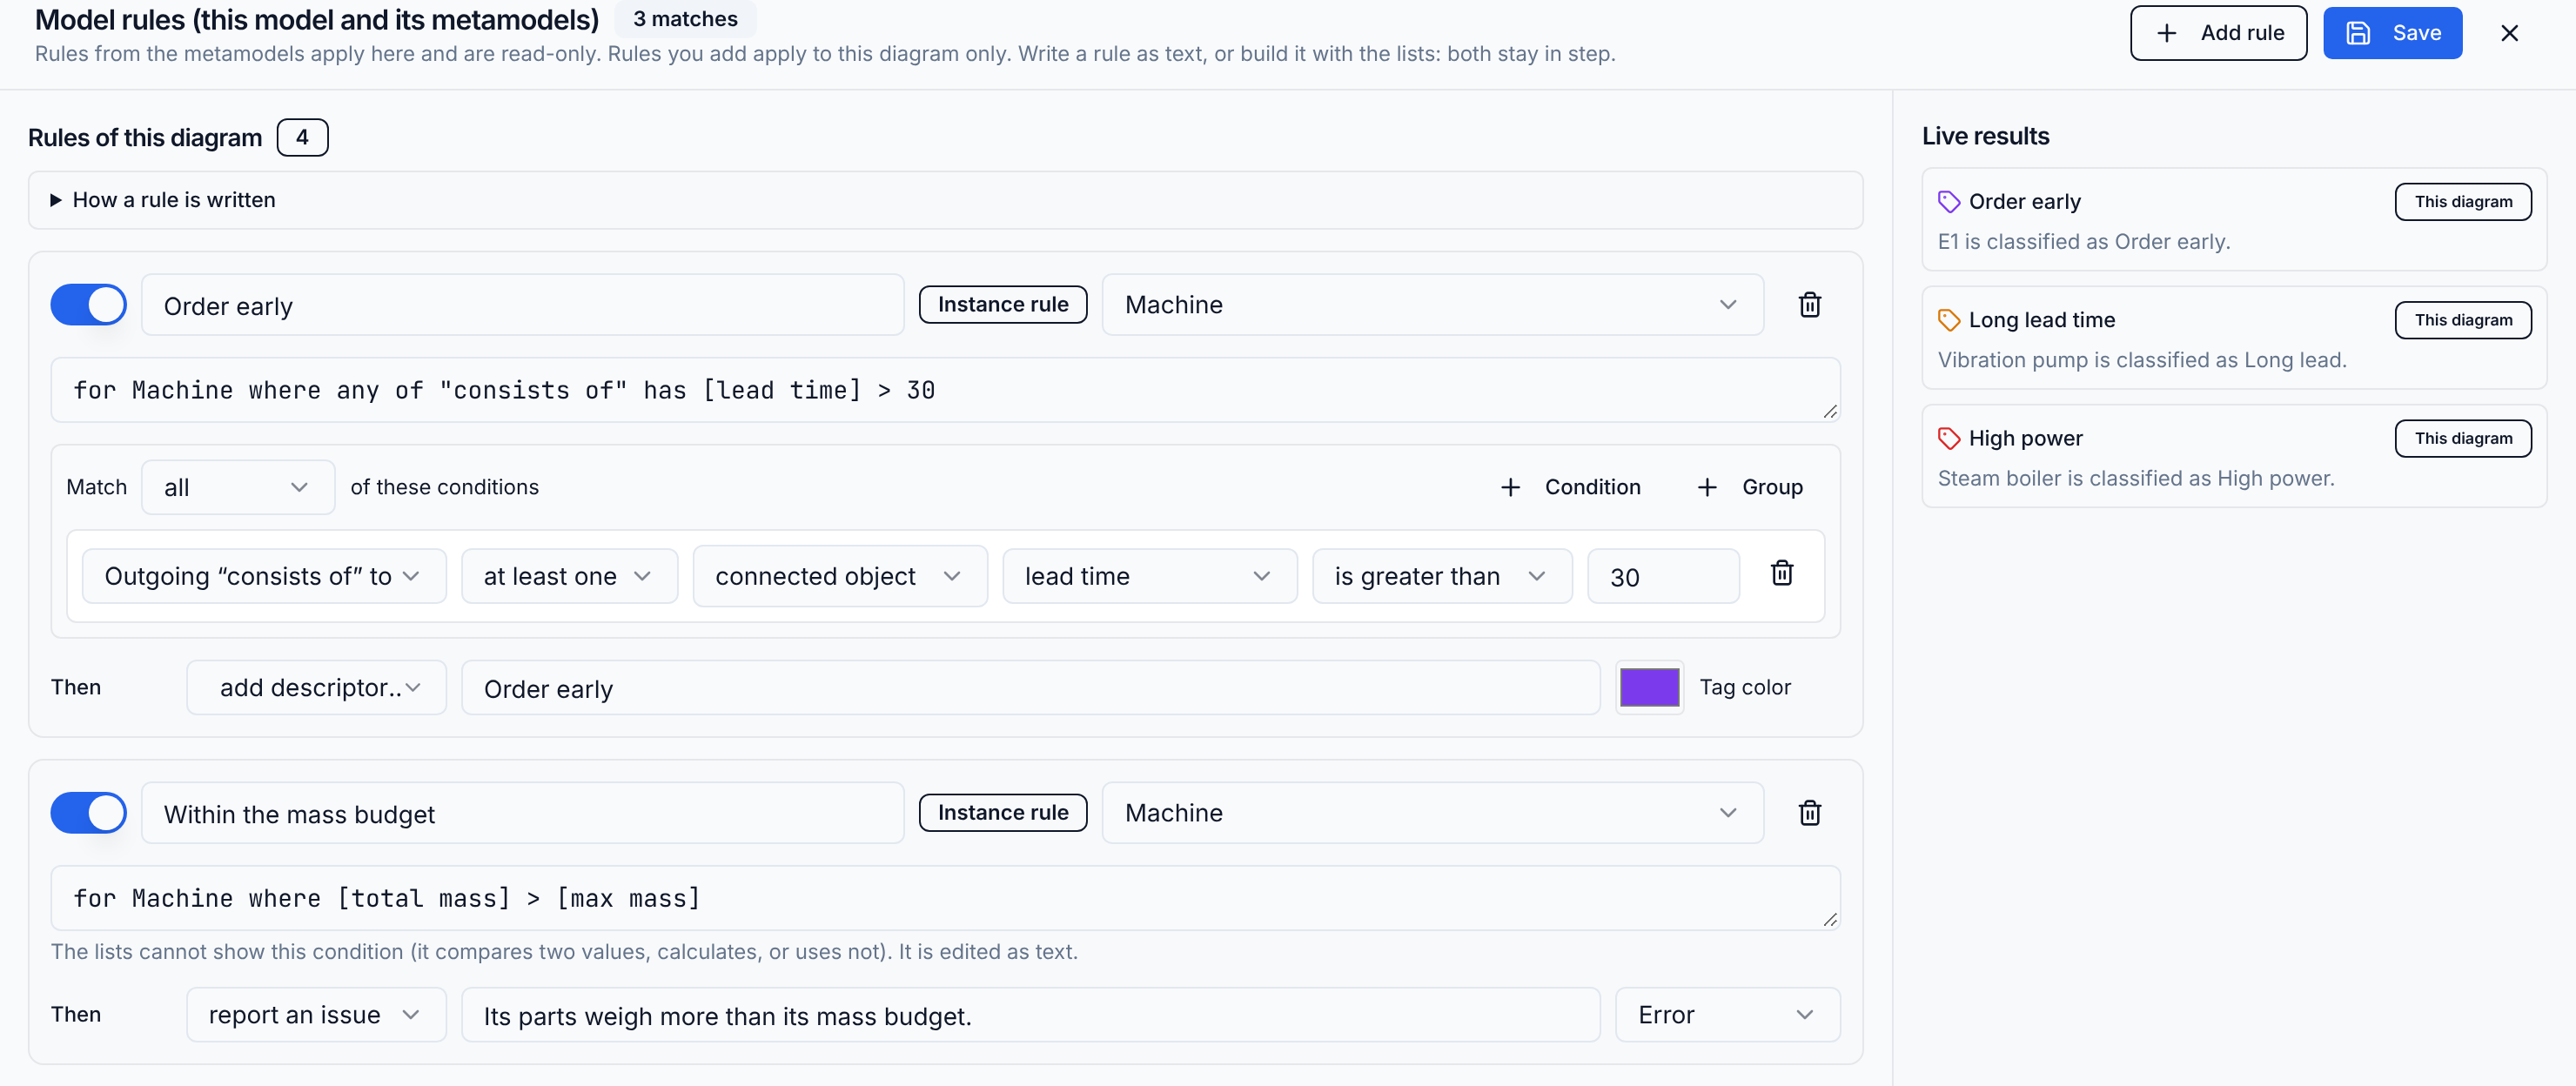 Model rules (this model and its metamodels) 3 matches
Rules from the metamodels apply here and are read-only. Rules you add apply to this diagram only. Write a rule as text, or build it with the lists: both stay in step.
Add rule
Save
Rules of this diagram 4
How a rule is written
Order early Instance rule Machine
for Machine where any of "consists of" has [lead time] > 30
Match all of these conditions + Condition + Group
Outgoing “consists of” to at least one connected object lead time is greater than 30
Then add descriptor.. Order early Tag color
Within the mass budget Instance rule Machine
for Machine where [total mass] > [max mass]
The lists cannot show this condition (it compares two values, calculates, or uses not). It is edited as text.
Then report an issue Its parts weigh more than its mass budget. Error
Live results
Order early This diagram
E1 is classified as Order early.
Long lead time This diagram
Vibration pump is classified as Long lead.
High power This diagram
Steam boiler is classified as High power.